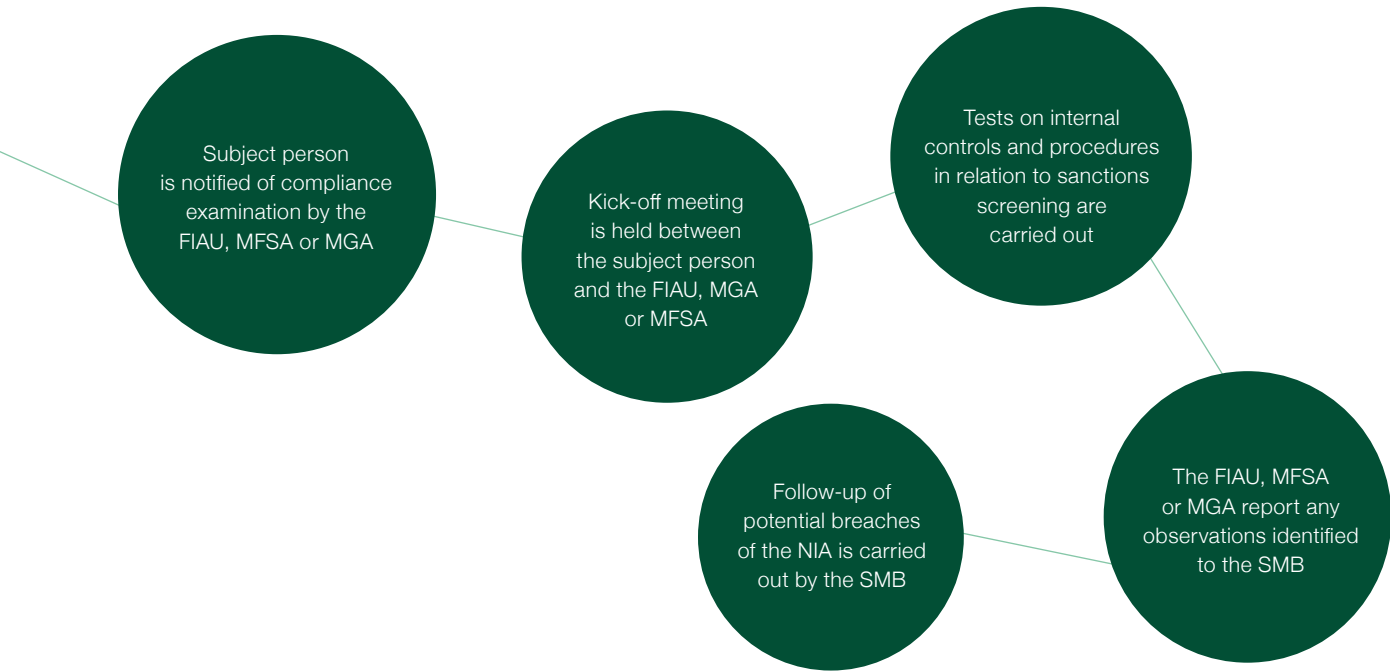 Subject person
is notified of compliance
examination by the
FIAU, MFSA or MGA
Kick-off meeting
is held between
the subject person
and the FIAU, MGA
or MFSA
Tests on internal
controls and procedures
in relation to sanctions
screening are
carried out
The FIAU, MFSA
or MGA report any
observations identified
to the SMB
Follow-up of
potential breaches
of the NIA is carried
out by the SMB